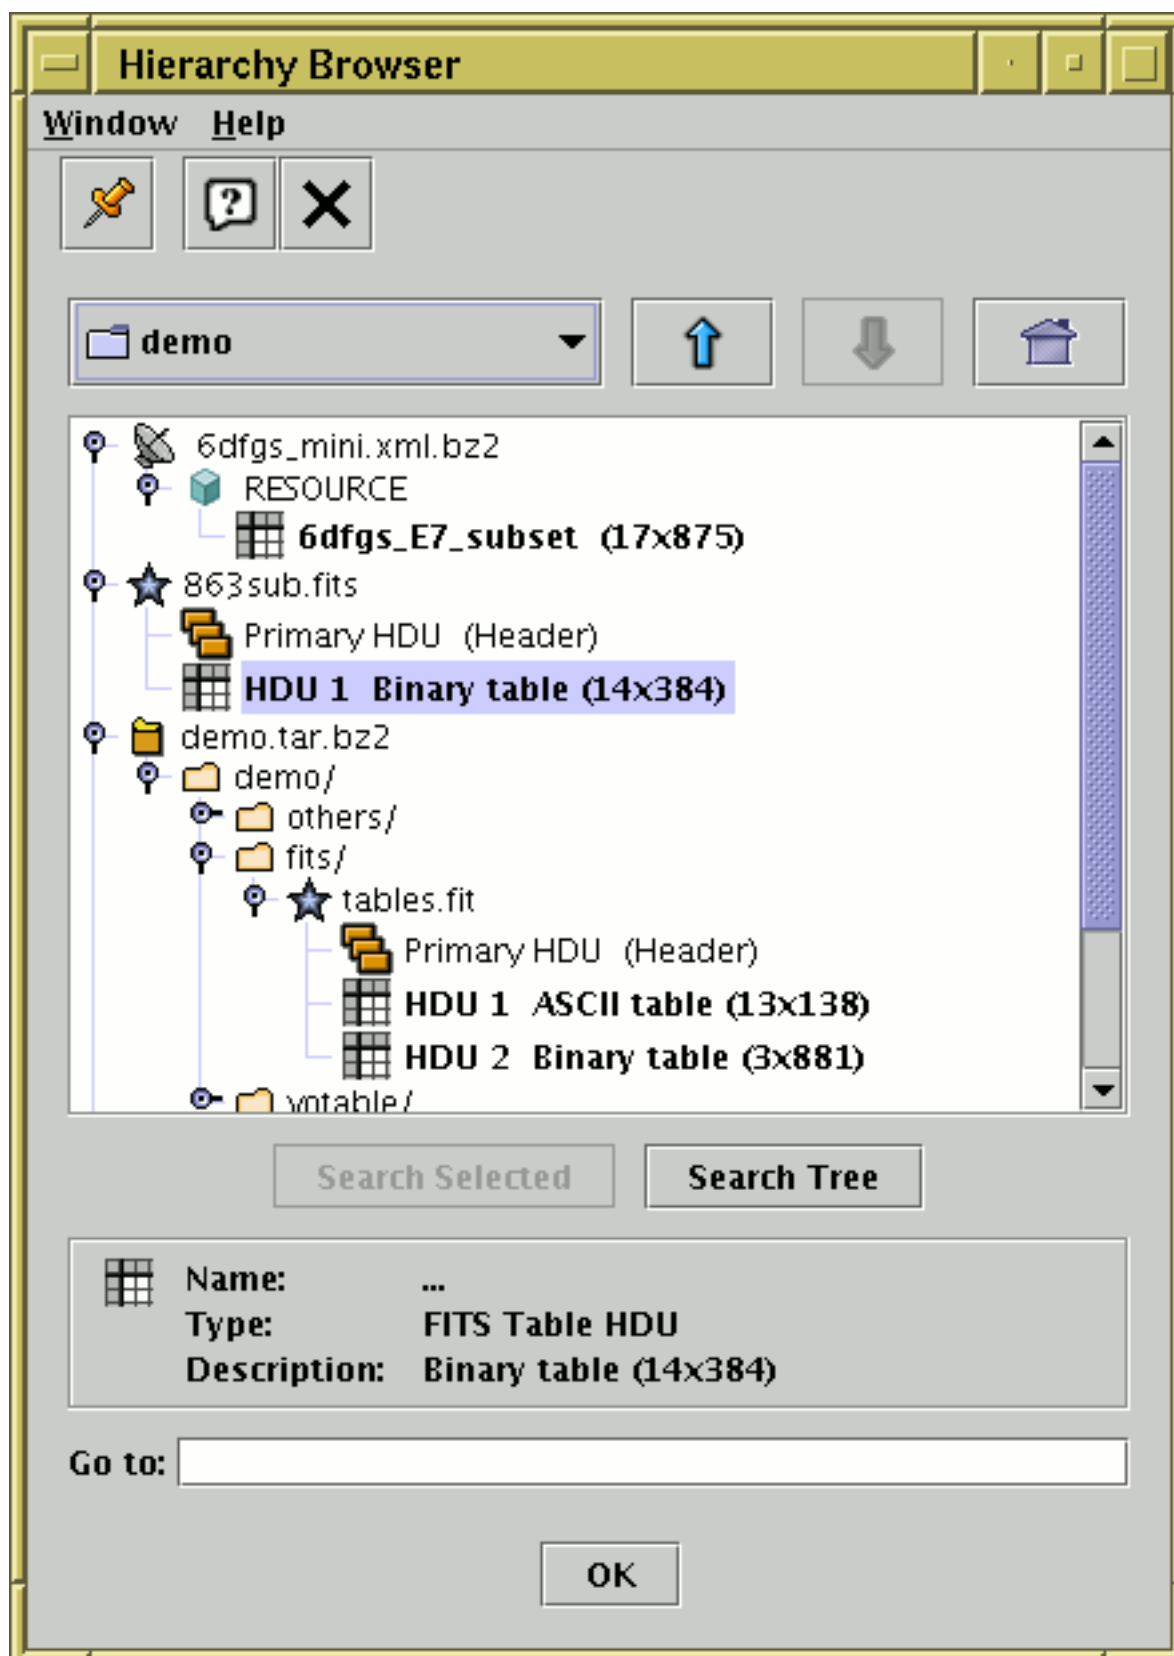 Hierarchy Browser
Window Help
demo
6dfgs_mini.xml.bz2
RESOURCE
6dfgs_E7_subset (17x875)
863sub.fits
Primary HDU (Header)
HDU 1 Binary table (14x384)
demo.tar.bz2
demo/
others/
fits/
tables.fit
Primary HDU (Header)
HDU 1 ASCII table (13x138)
HDU 2 Binary table (3x881)
votable/
Search Selected Search Tree
Name: ...
Type: FITS Table HDU
Description: Binary table (14x384)
Go to:
OK